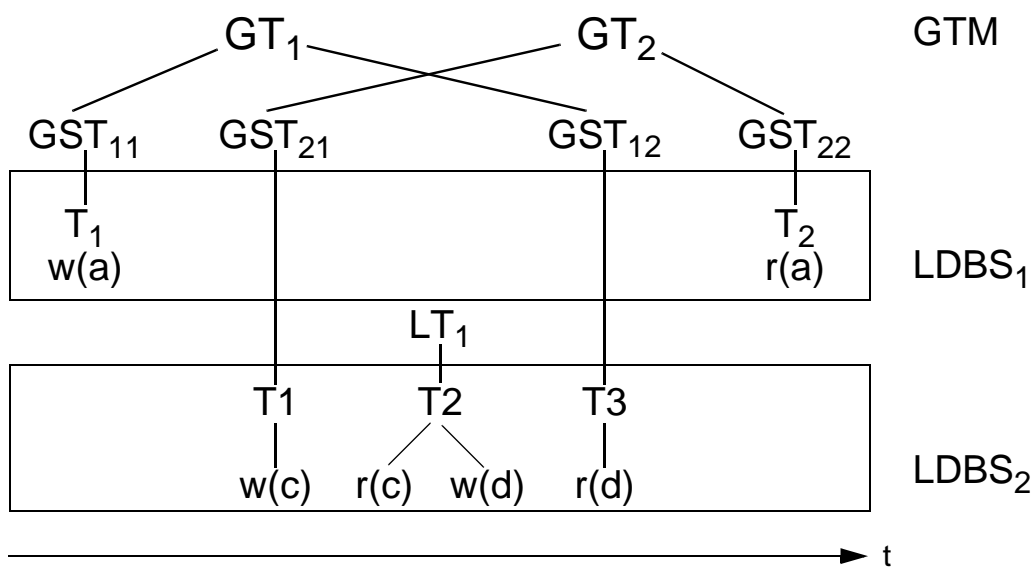 GT₁ GT₂ GTM
GST₁₁ GST₂₁ GST₁₂ GST₂₂
T₁ T₂
w(a) r(a) LDBS₁
LT₁
T1 T2 T3
w(c) r(c) w(d) r(d) LDBS₂
t